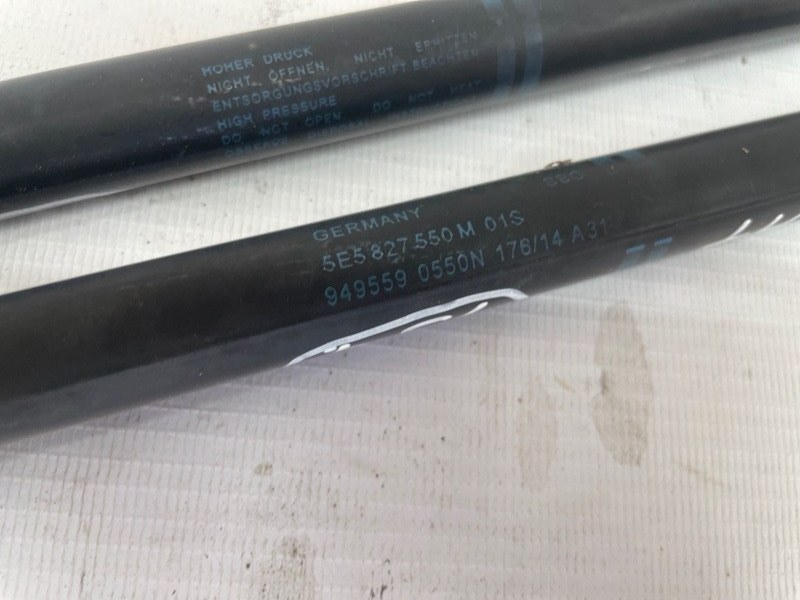 HOHER DRUCK
NICHT ÖFFNEN. NICHT ERHITZEN
ENTSORGUNGSVORSCHRIFT BEACHTEN
HIGH PRESSURE
DO NOT OPEN. DO NOT HEAT
GERMANY
5E5 827 550 M 01S
949559 0550N 176/14 A31